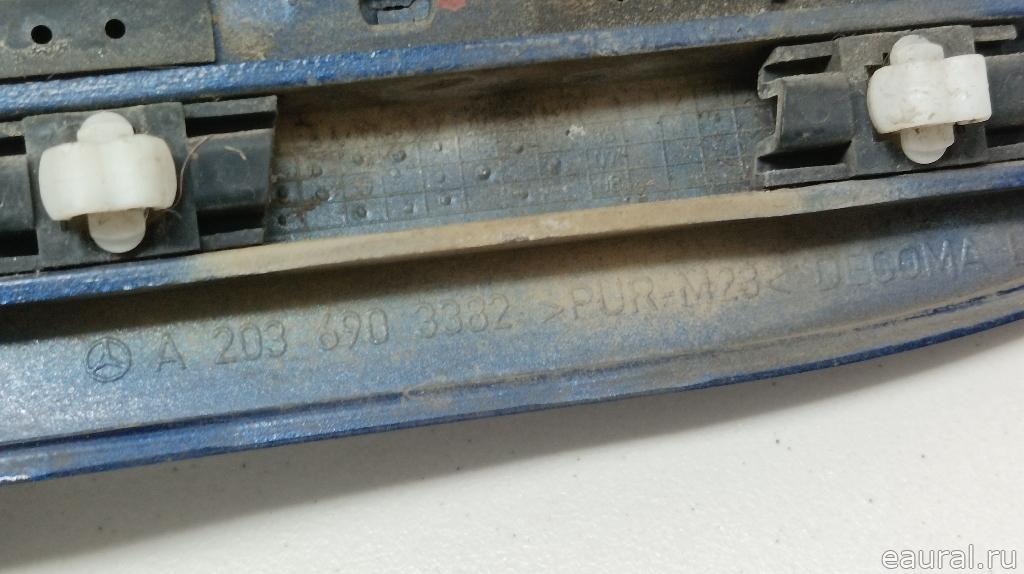 A 203 690 3382 >PUR-M23< DECOMA
eaural.ru